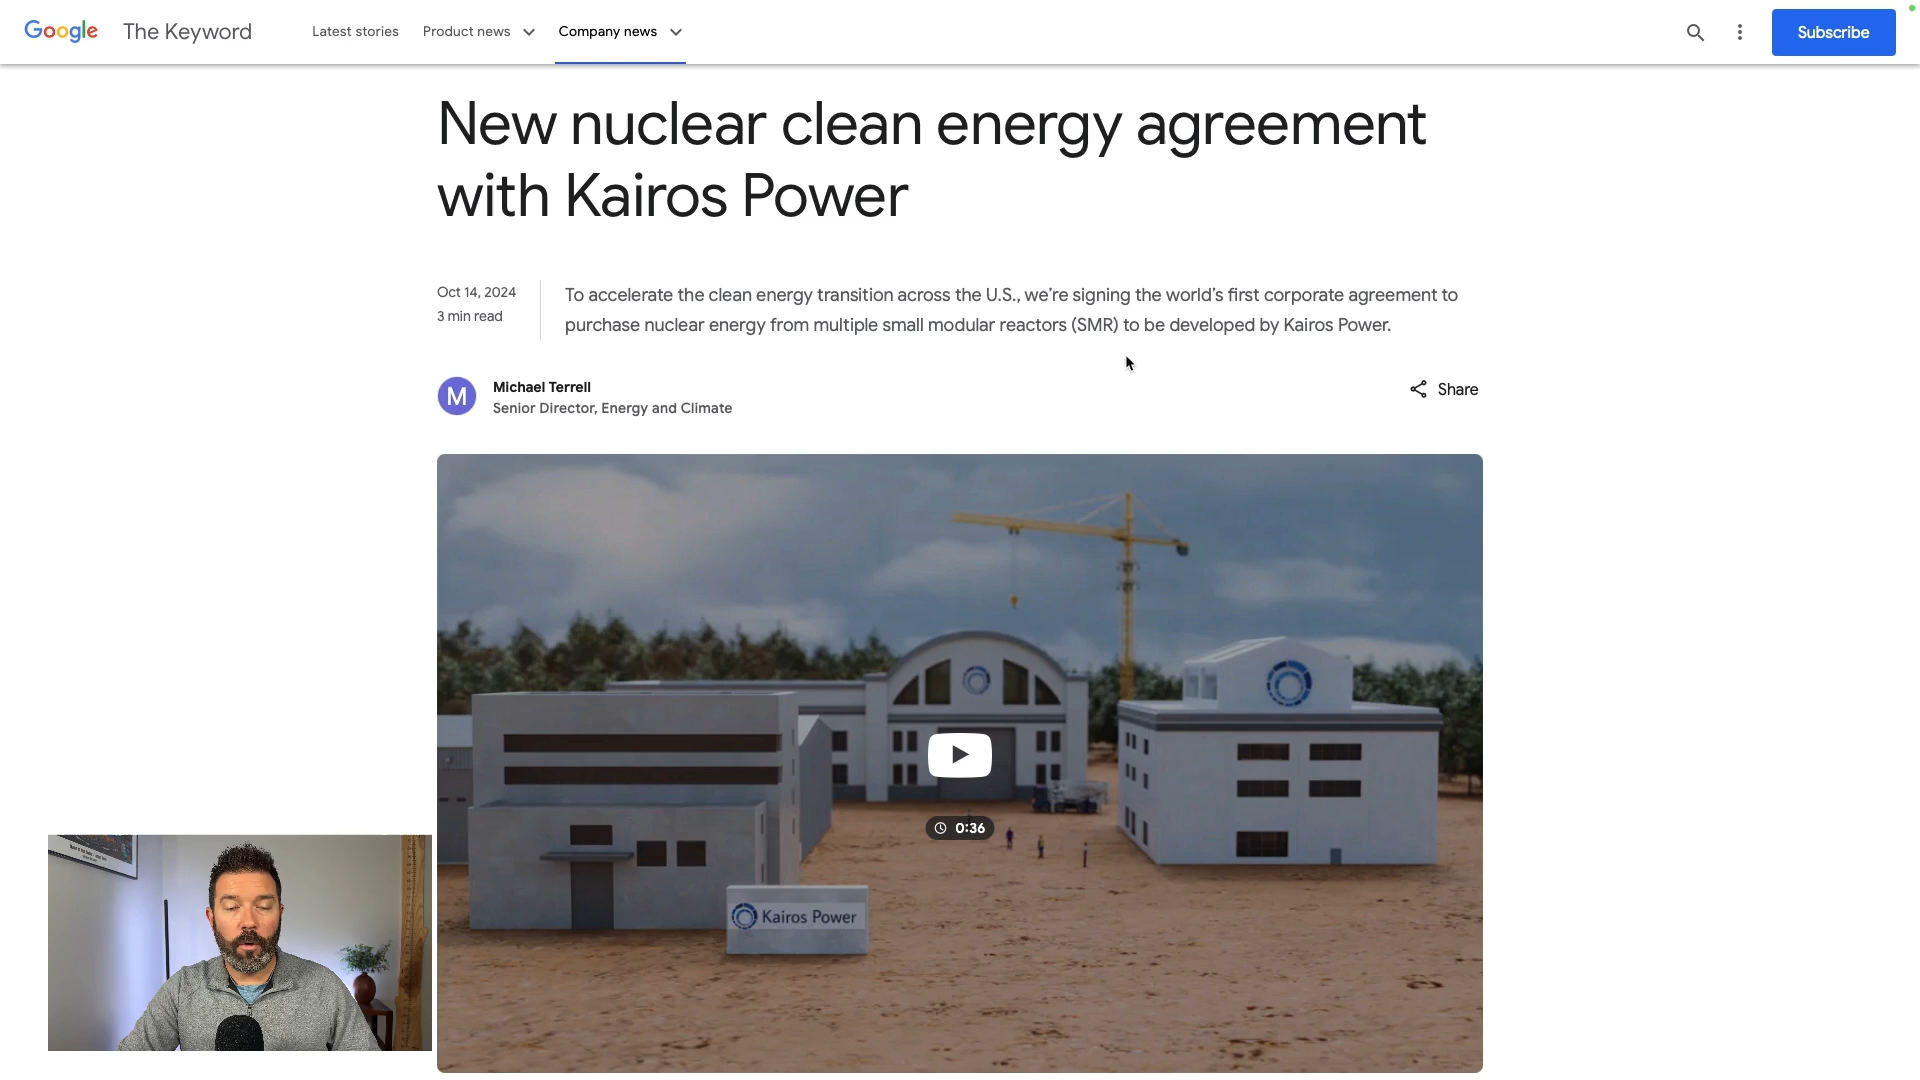 Google The Keyword Latest stories Product news Company news Subscribe
New nuclear clean energy agreement
with Kairos Power
Oct 14, 2024
3 min read
To accelerate the clean energy transition across the U.S., we're signing the world's first corporate agreement to
purchase nuclear energy from multiple small modular reactors (SMR) to be developed by Kairos Power.
M
Michael Terrell
Senior Director, Energy and Climate
Share
0:36
Kairos Power